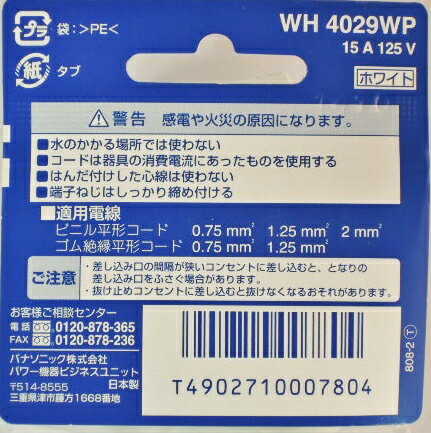 プラ 袋:>PE<
紙 タブ
WH 4029WP
15 A 125 V
ホワイト
警告 感電や火災の原因になります。
■水のかかる場所では使わない
■コードは器具の消費電流にあったものを使用する
■はんだ付けした心線は使わない
■端子ねじはしっかり締め付ける
■適用電線
ビニル平形コード 0.75 mm² 1.25 mm² 2 mm²
ゴム絶縁平形コード 0.75 mm² 1.25 mm²
ご注意
・差し込み口の間隔が狭いコンセントに差し込むと、となりの
差し込み口をふさぐ場合があります。
・抜け止めコンセントに差し込むと抜けなくなるおそれがあります。
お客様ご相談センター
電話 0120-878-365
FAX 0120-878-236
パナソニック株式会社
パワー機器ビジネスユニット
〒514-8555 日本製
三重県津市藤方1668番地
T4902710007804
808-2 T